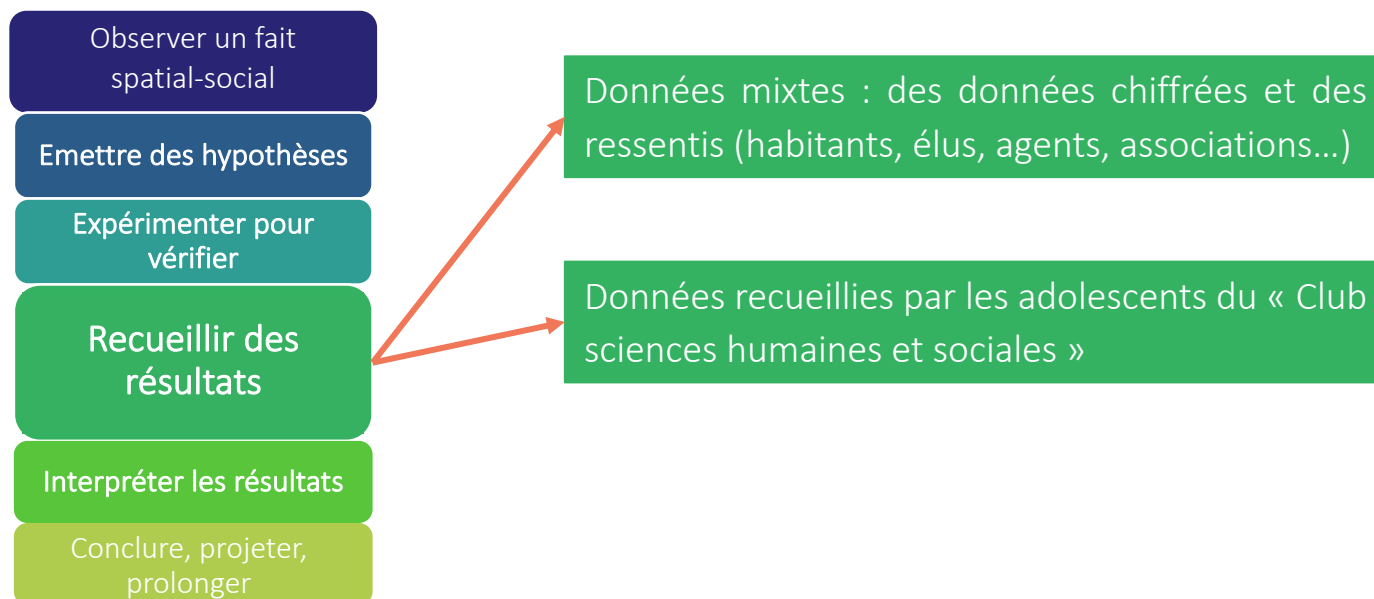 Observer un fait
spatial-social
Emettre des hypothèses
Expérimenter pour
vérifier
Recueillir des
résultats
Interpréter les résultats
Conclure, projeter,
prolonger
Données mixtes : des données chiffrées et des
ressentis (habitants, élus, agents, associations...)
Données recueillies par les adolescents du « Club
sciences humaines et sociales »